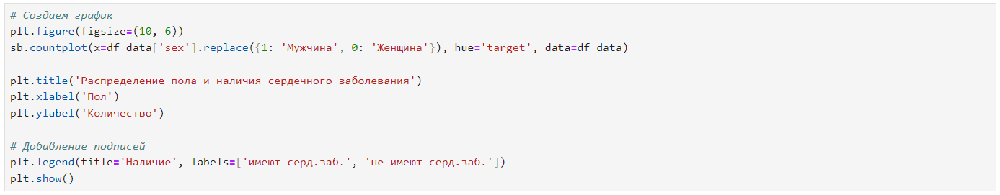 # Создаем график
plt.figure(figsize=(10, 6))
sb.countplot(x=df_data['sex'].replace({1: 'Мужчина', 0: 'Женщина'}), hue='target', data=df_data)
plt.title('Распределение пола и наличия сердечного заболевания')
plt.xlabel('Пол')
plt.ylabel('Количество')
# Добавление подписей
plt.legend(title='Наличие', labels=['имеют серд.заб.', 'не имеют серд.заб.'])
plt.show()